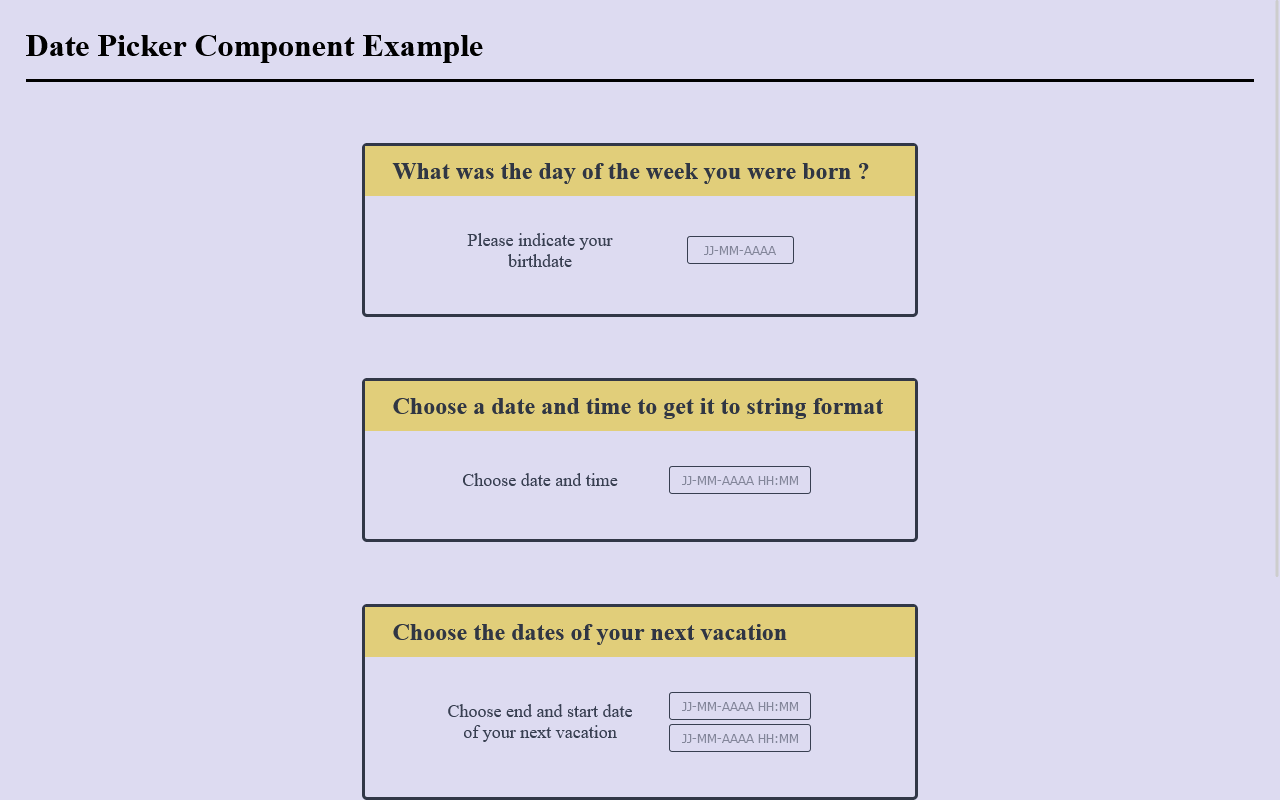 Date Picker Component Example
What was the day of the week you were born ?
Please indicate your
birthdate
JJ-MM-AAAA
Choose a date and time to get it to string format
Choose date and time
JJ-MM-AAAA HH:MM
Choose the dates of your next vacation
Choose end and start date
of your next vacation
JJ-MM-AAAA HH:MM
JJ-MM-AAAA HH:MM